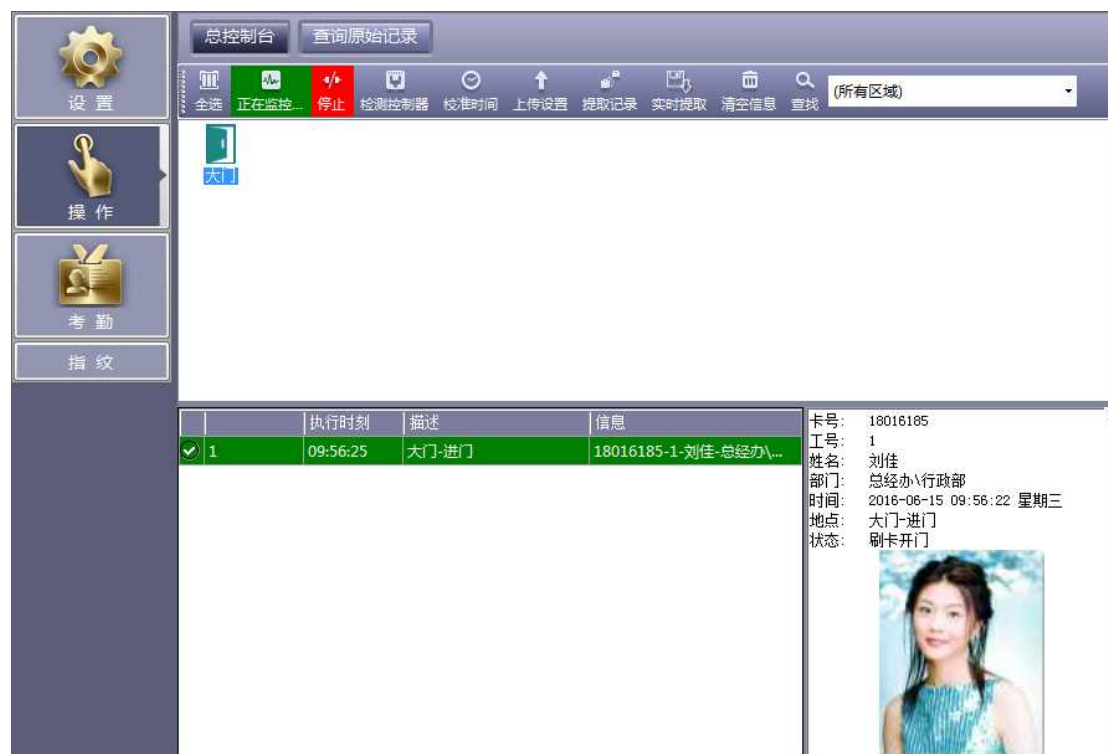 设 置
操 作
考 勤
指 纹
总控制台 查询原始记录
全选 正在监控... 停止 检测控制器 校准时间 上传设置 提取记录 实时提取 清空信息 查找 (所有区域)
大门
执行时刻 描述 信息
1 09:56:25 大门-进门 18016185-1-刘佳-总经办\...
卡号: 18016185
工号: 1
姓名: 刘佳
部门: 总经办\行政部
时间: 2016-06-15 09:56:22 星期三
地点: 大门-进门
状态: 刷卡开门